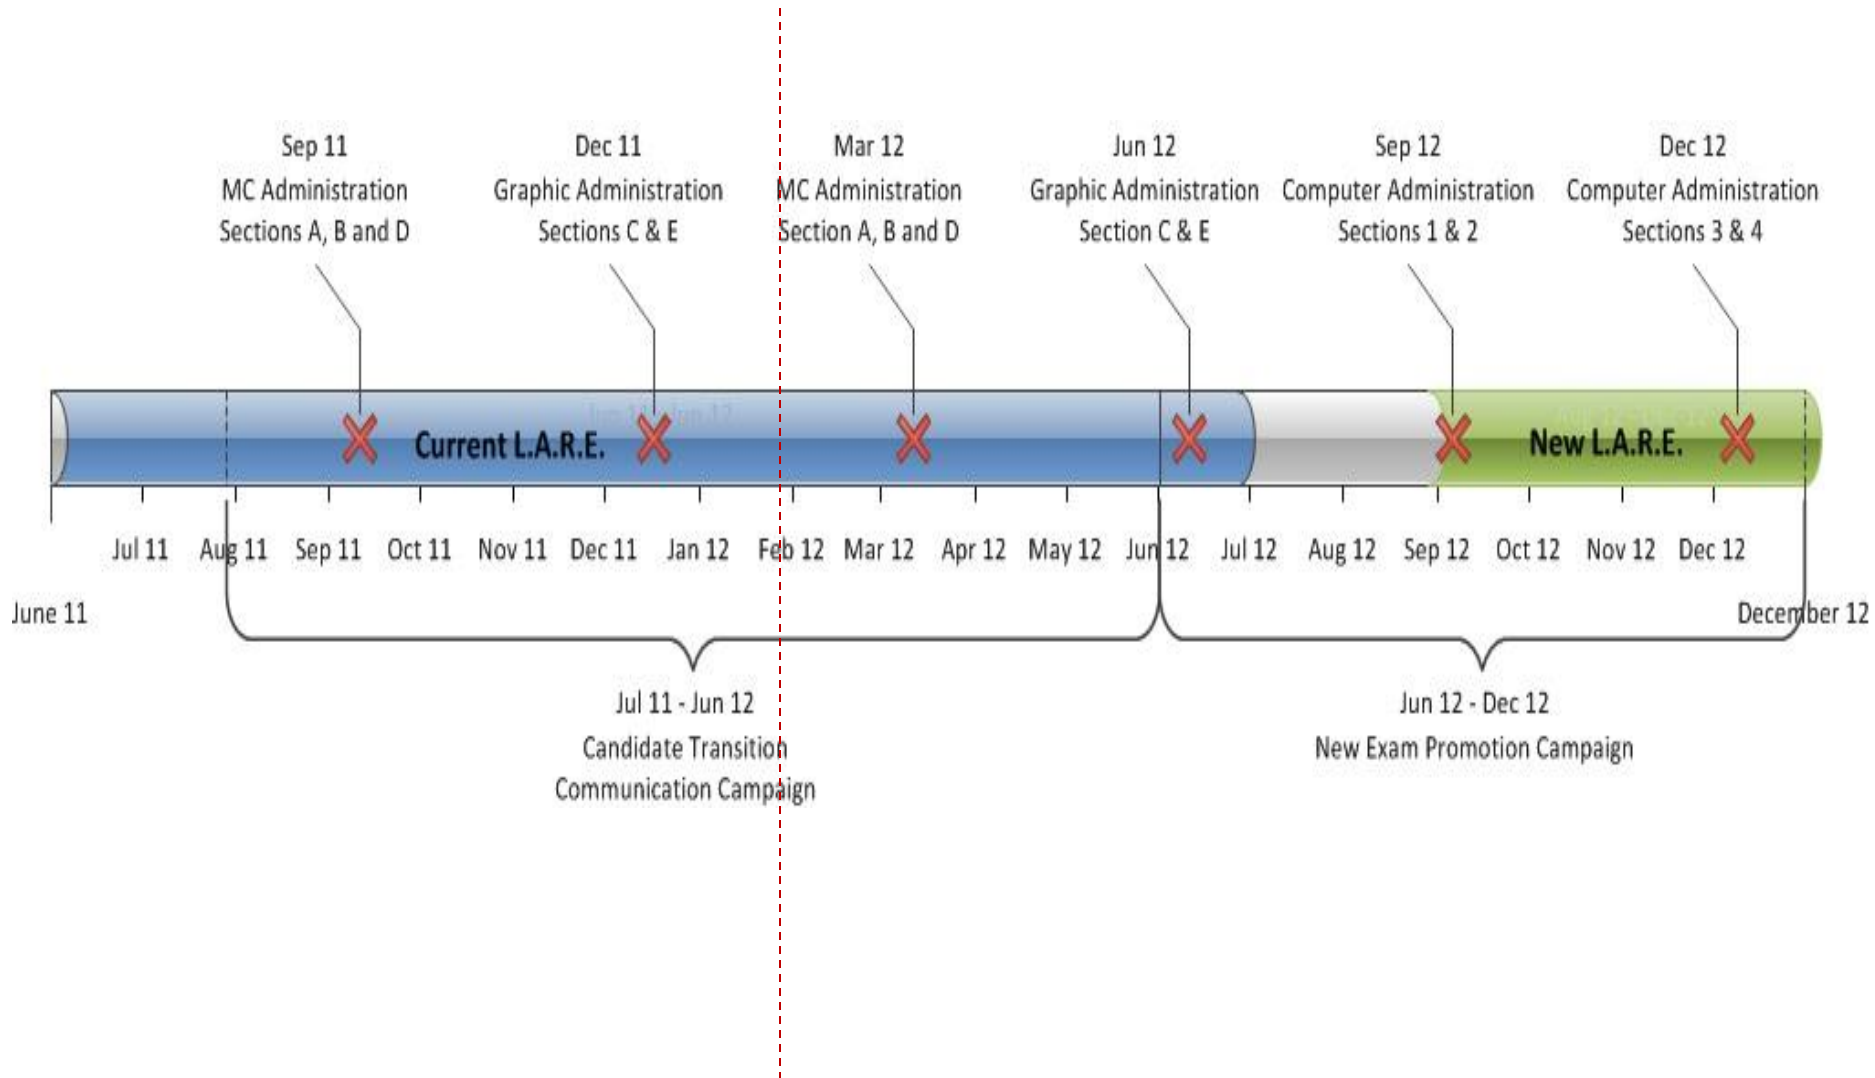 Sep 11
MC Administration
Sections A, B and D
Dec 11
Graphic Administration
Sections C & E
Mar 12
MC Administration
Section A, B and D
Jun 12
Graphic Administration
Section C & E
Sep 12
Computer Administration
Sections 1 & 2
Dec 12
Computer Administration
Sections 3 & 4
Jun 11 - Jun 12
Current L.A.R.E.
New L.A.R.E.
Jul 11 Aug 11 Sep 11 Oct 11 Nov 11 Dec 11 Jan 12 Feb 12 Mar 12 Apr 12 May 12 Jun 12 Jul 12 Aug 12 Sep 12 Oct 12 Nov 12 Dec 12
June 11
December 12
Jul 11 - Jun 12
Candidate Transition
Communication Campaign
Jun 12 - Dec 12
New Exam Promotion Campaign